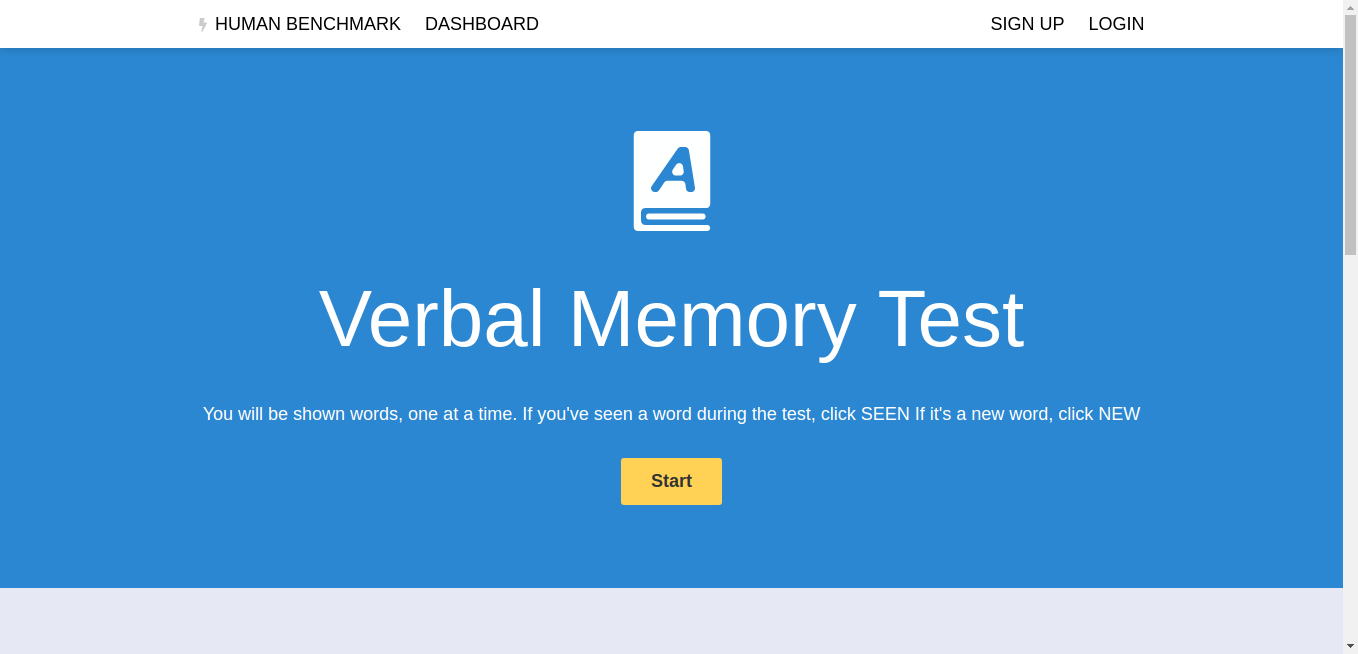 HUMAN BENCHMARK DASHBOARD SIGN UP LOGIN
A
Verbal Memory Test
You will be shown words, one at a time. If you've seen a word during the test, click SEEN If it's a new word, click NEW
Start